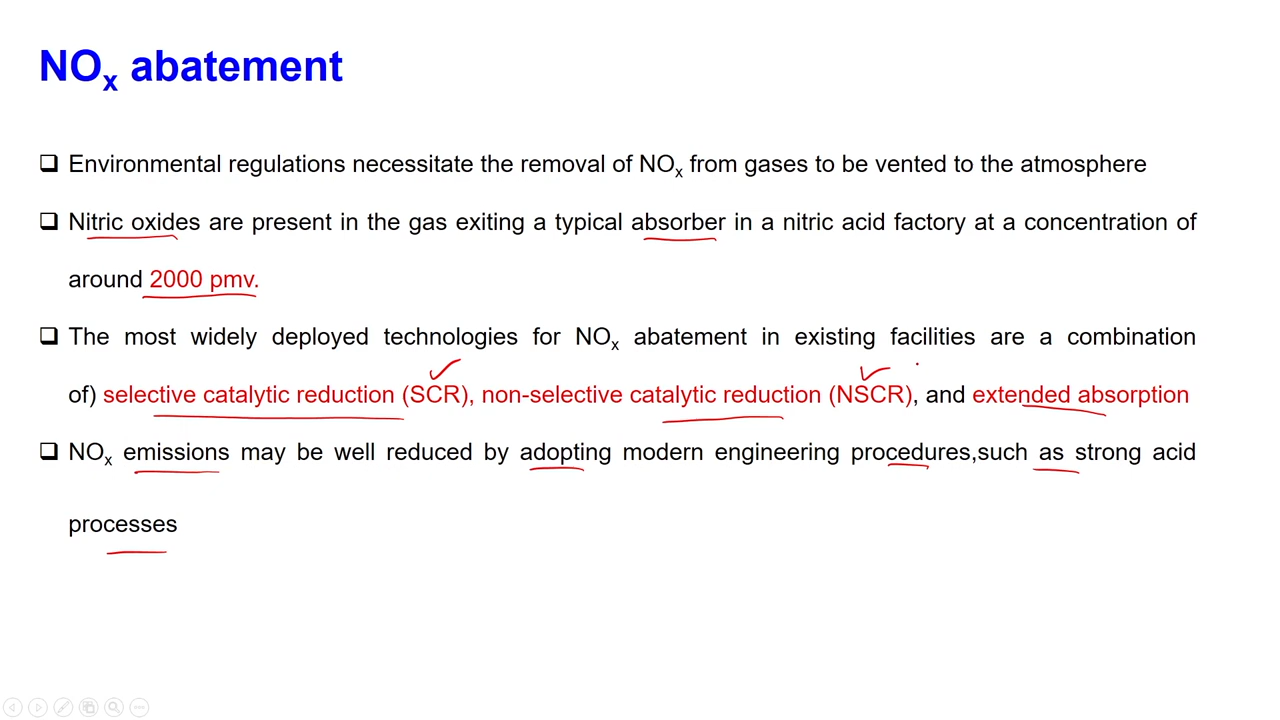 NOx abatement
Environmental regulations necessitate the removal of NOx from gases to be vented to the atmosphere
Nitric oxides are present in the gas exiting a typical absorber in a nitric acid factory at a concentration of
around 2000 pmv.
The most widely deployed technologies for NOx abatement in existing facilities are a combination
of) selective catalytic reduction (SCR), non-selective catalytic reduction (NSCR), and extended absorption
NOx emissions may be well reduced by adopting modern engineering procedures,such as strong acid
processes